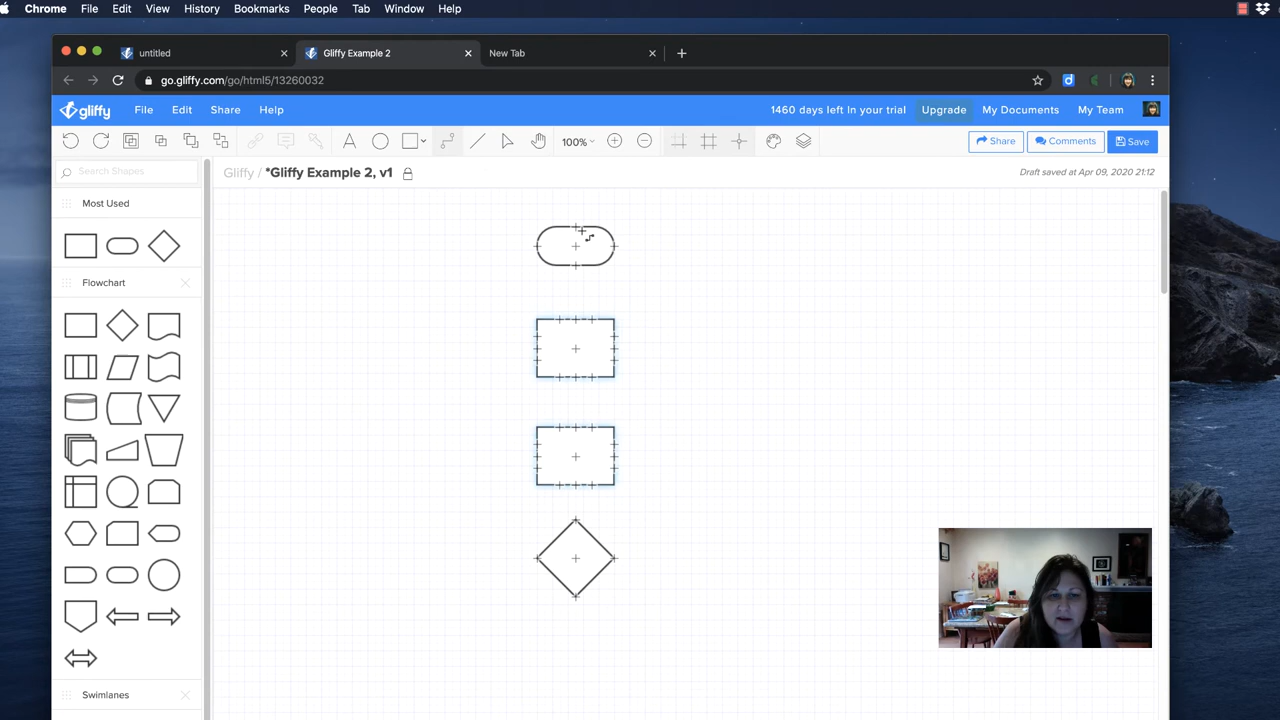 Chrome File Edit View History Bookmarks People Tab Window Help
untitled
Gliffy Example 2
New Tab
go.gliffy.com/go/html5/13260032
gliffy File Edit Share Help 1460 days left In your trial Upgrade My Documents My Team
100% Share Comments Save
Search Shapes
Gliffy / *Gliffy Example 2, v1 Draft saved at Apr 09, 2020 21:12
Most Used
Flowchart
Swimlanes